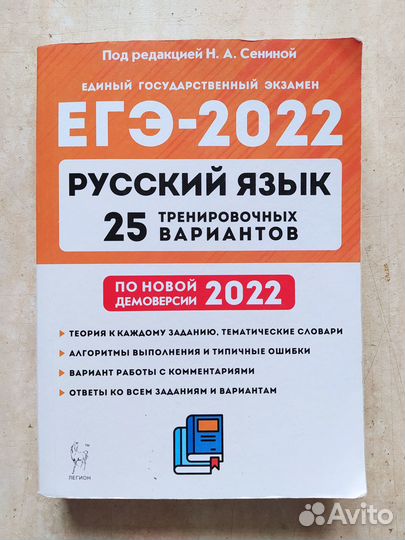 Под редакцией Н. А. Сениной
ЕДИНЫЙ ГОСУДАРСТВЕННЫЙ ЭКЗАМЕН
ЕГЭ-2022
РУССКИЙ ЯЗЫК
25 ТРЕНИРОВОЧНЫХ
ВАРИАНТОВ
ПО НОВОЙ
ДЕМОВЕРСИИ 2022
ТЕОРИЯ К КАЖДОМУ ЗАДАНИЮ, ТЕМАТИЧЕСКИЕ СЛОВАРИ
АЛГОРИТМЫ ВЫПОЛНЕНИЯ И ТИПИЧНЫЕ ОШИБКИ
ВАРИАНТ РАБОТЫ С КОММЕНТАРИЯМИ
ОТВЕТЫ КО ВСЕМ ЗАДАНИЯМ И ВАРИАНТАМ
ЛЕГИОН
TM
Avito